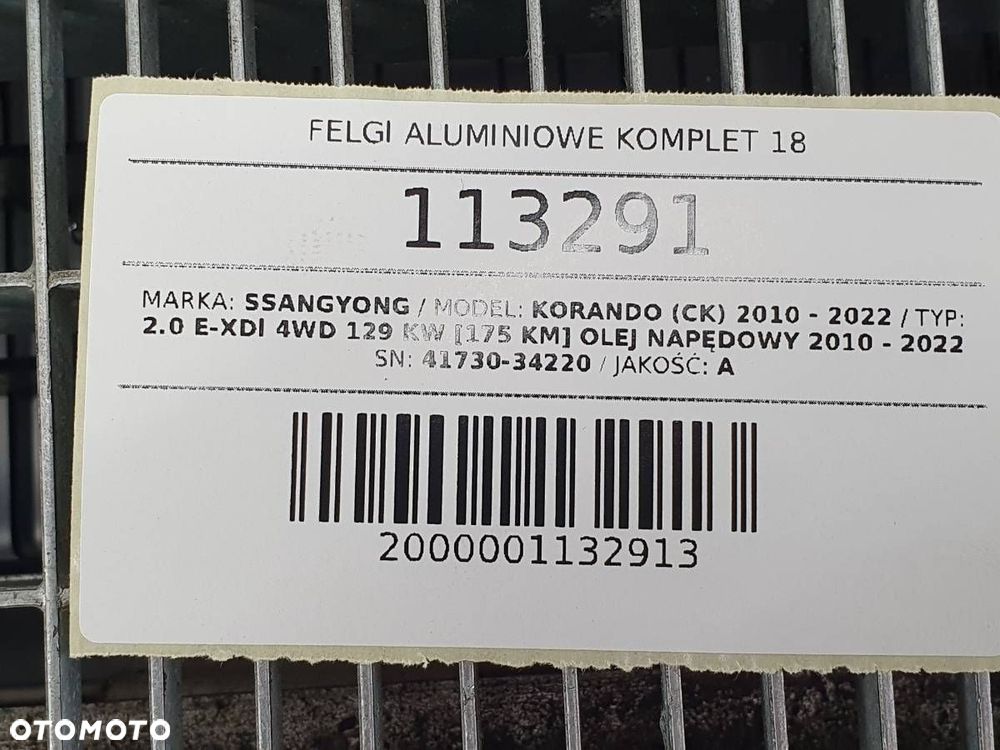 FELGI ALUMINIOWE KOMPLET 18
113291
MARKA: SSANGYONG / MODEL: KORANDO (CK) 2010 - 2022 / TYP:
2.0 E-XDI 4WD 129 KW [175 KM] OLEJ NAPĘDOWY 2010 - 2022
SN: 41730-34220 / JAKOŚĆ: A
2000001132913
OTOMOTO